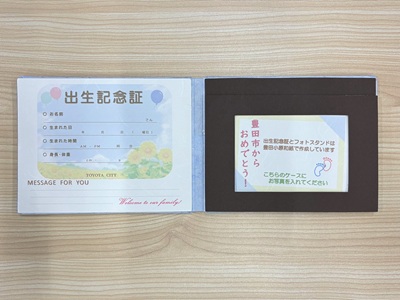 出生記念証
◇ お名前
◇ 生まれた日
◇ 生まれた時間
◇ 身長・体重
TOYOTA CITY
MESSAGE FOR YOU
Welcome to our family!
豊田市から
おめでとう!
出生記念証とフォトスタンドは
豊田小原和紙で作成しています
こちらのケースに
お写真を入れてください